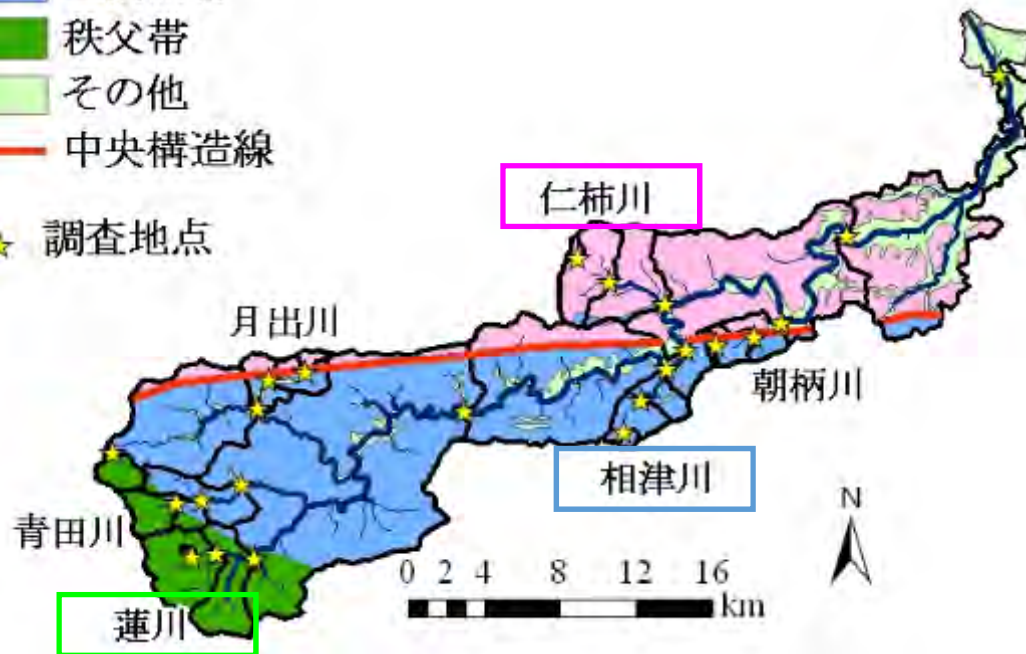 秩父帯
その他
中央構造線
調査地点
仁柿川
月出川
朝柄川
相津川
青田川
蓮川
N
0 2 4 8 12 16
km